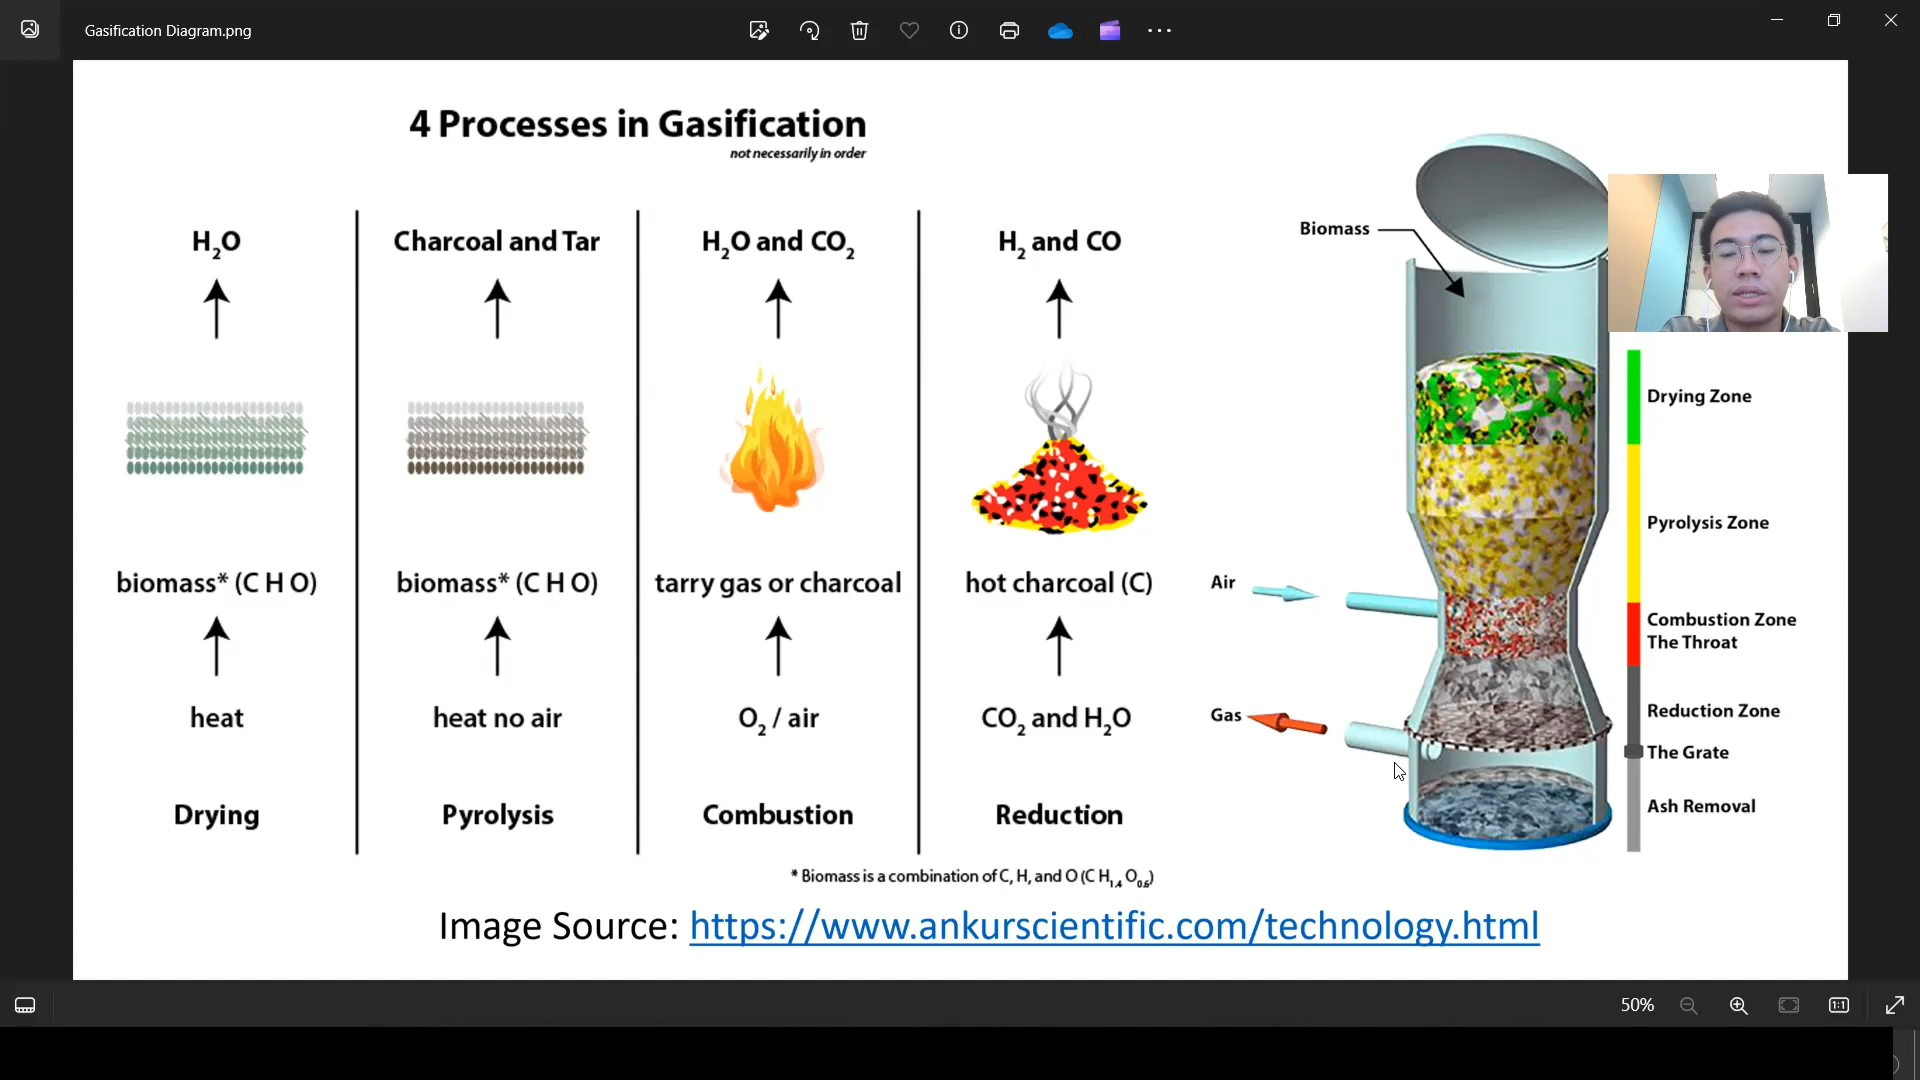 Gasification Diagram.png
4 Processes in Gasification
not necessarily in order
H₂O
Charcoal and Tar
H₂O and CO₂
H₂ and CO
biomass* (C H O)
biomass* (C H O)
tarry gas or charcoal
hot charcoal (C)
heat
heat no air
O₂ / air
CO₂ and H₂O
Drying
Pyrolysis
Combustion
Reduction
* Biomass is a combination of C, H, and O (C H₁.₄ O₀.₆)
Biomass
Air
Gas
Drying Zone
Pyrolysis Zone
Combustion Zone
The Throat
Reduction Zone
The Grate
Ash Removal
Image Source: https://www.ankurscientific.com/technology.html
50%
1:1